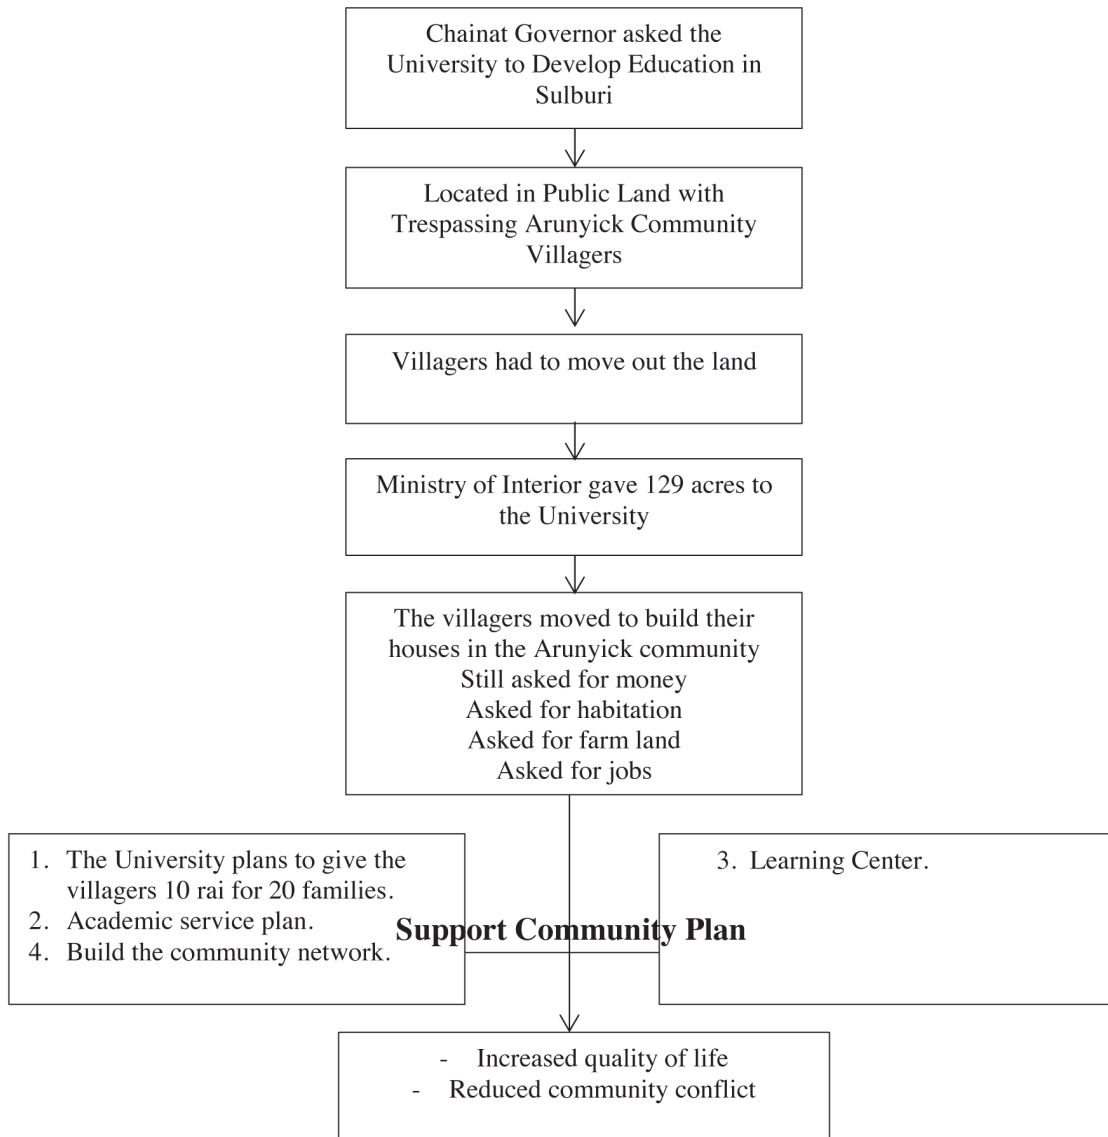 Chainat Governor asked the
University to Develop Education in
Sulburi
Located in Public Land with
Trespassing Arunyick Community
Villagers
Villagers had to move out the land
Ministry of Interior gave 129 acres to
the University
The villagers moved to build their
houses in the Arunyick community
Still asked for money
Asked for habitation
Asked for farm land
Asked for jobs
1. The University plans to give the
villagers 10 rai for 20 families.
2. Academic service plan.
4. Build the community network.
3. Learning Center.
Support Community Plan
- Increased quality of life
- Reduced community conflict